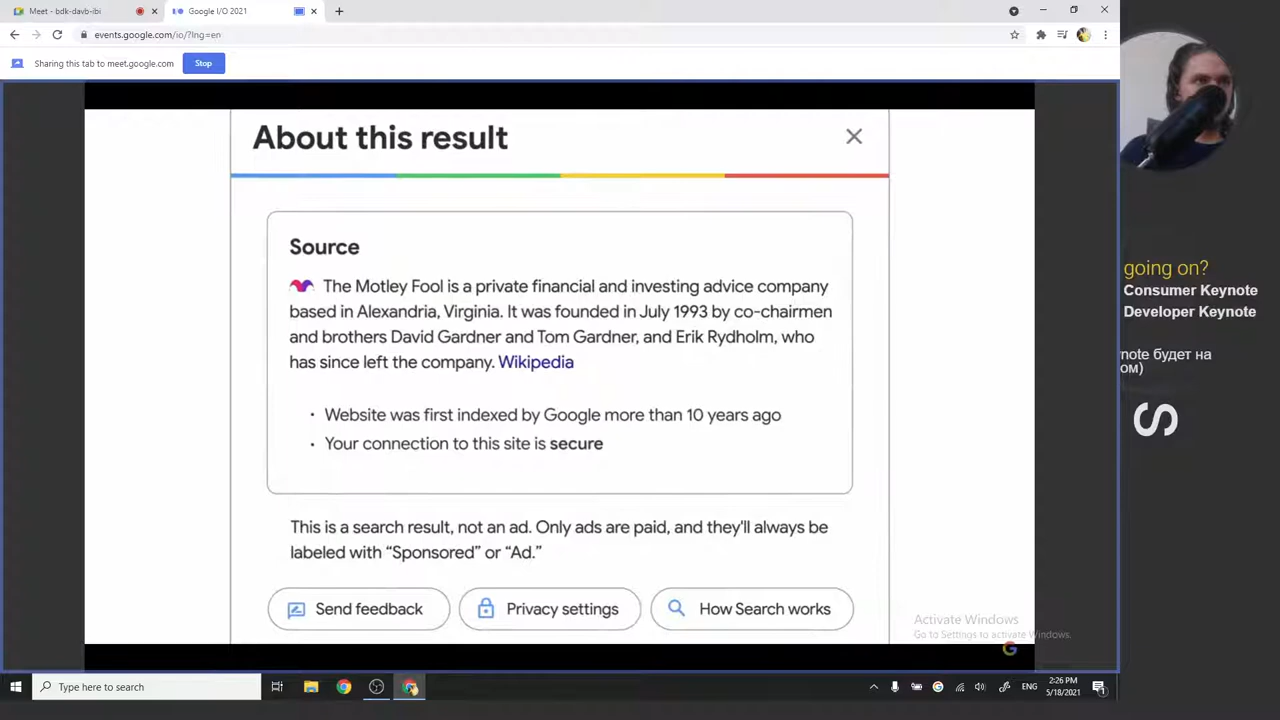 Meet - bdk-davb-ibi
Google I/O 2021
events.google.com/io/?lng=en
Sharing this tab to meet.google.com
Stop
About this result
Source
The Motley Fool is a private financial and investing advice company
based in Alexandria, Virginia. It was founded in July 1993 by co-chairmen
and brothers David Gardner and Tom Gardner, and Erik Rydholm, who
has since left the company. Wikipedia
· Website was first indexed by Google more than 10 years ago
· Your connection to this site is secure
This is a search result, not an ad. Only ads are paid, and they'll always be
labeled with “Sponsored” or “Ad.”
Send feedback
Privacy settings
How Search works
Activate Windows
Go to Settings to activate Windows.
going on?
Consumer Keynote
Developer Keynote
note будет на
ом)
S
Type here to search
ENG
2:26 PM
5/18/2021